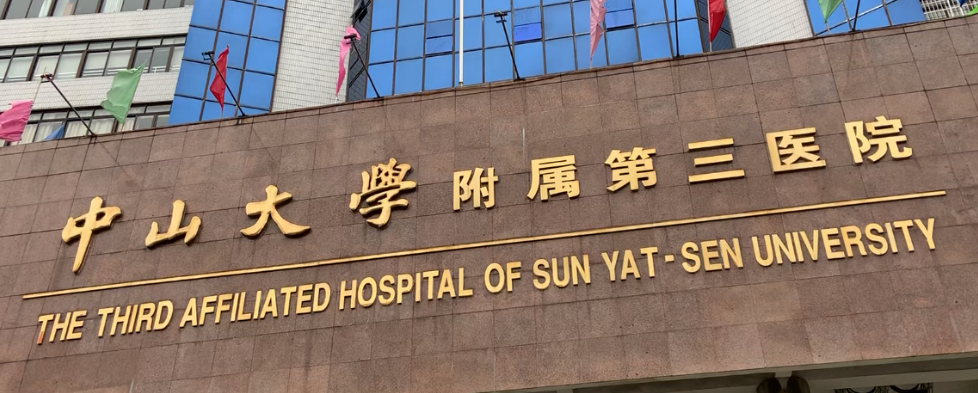 中山大學附属第三医院
THE THIRD AFFILIATED HOSPITAL OF SUN YAT-SEN UNIVERSITY